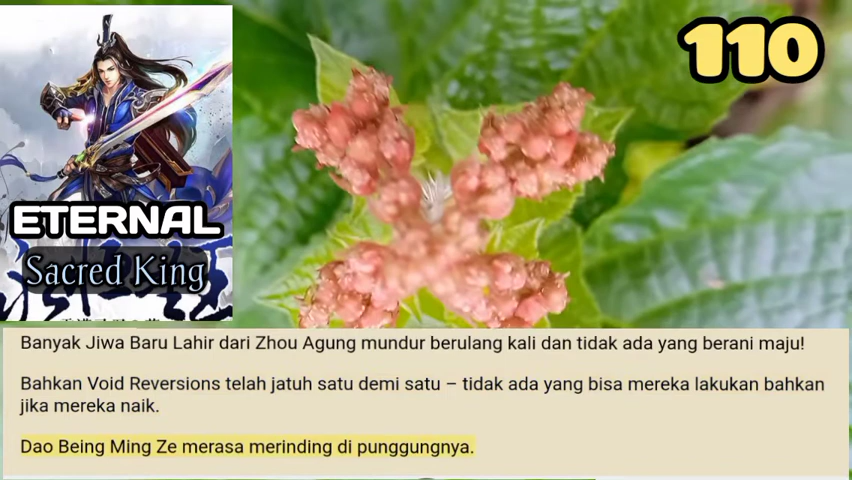 110
ETERNAL
Sacred King
Banyak Jiwa Baru Lahir dari Zhou Agung mundur berulang kali dan tidak ada yang berani maju!
Bahkan Void Reversions telah jatuh satu demi satu – tidak ada yang bisa mereka lakukan bahkan
jika mereka naik.
Dao Being Ming Ze merasa merinding di punggungnya.